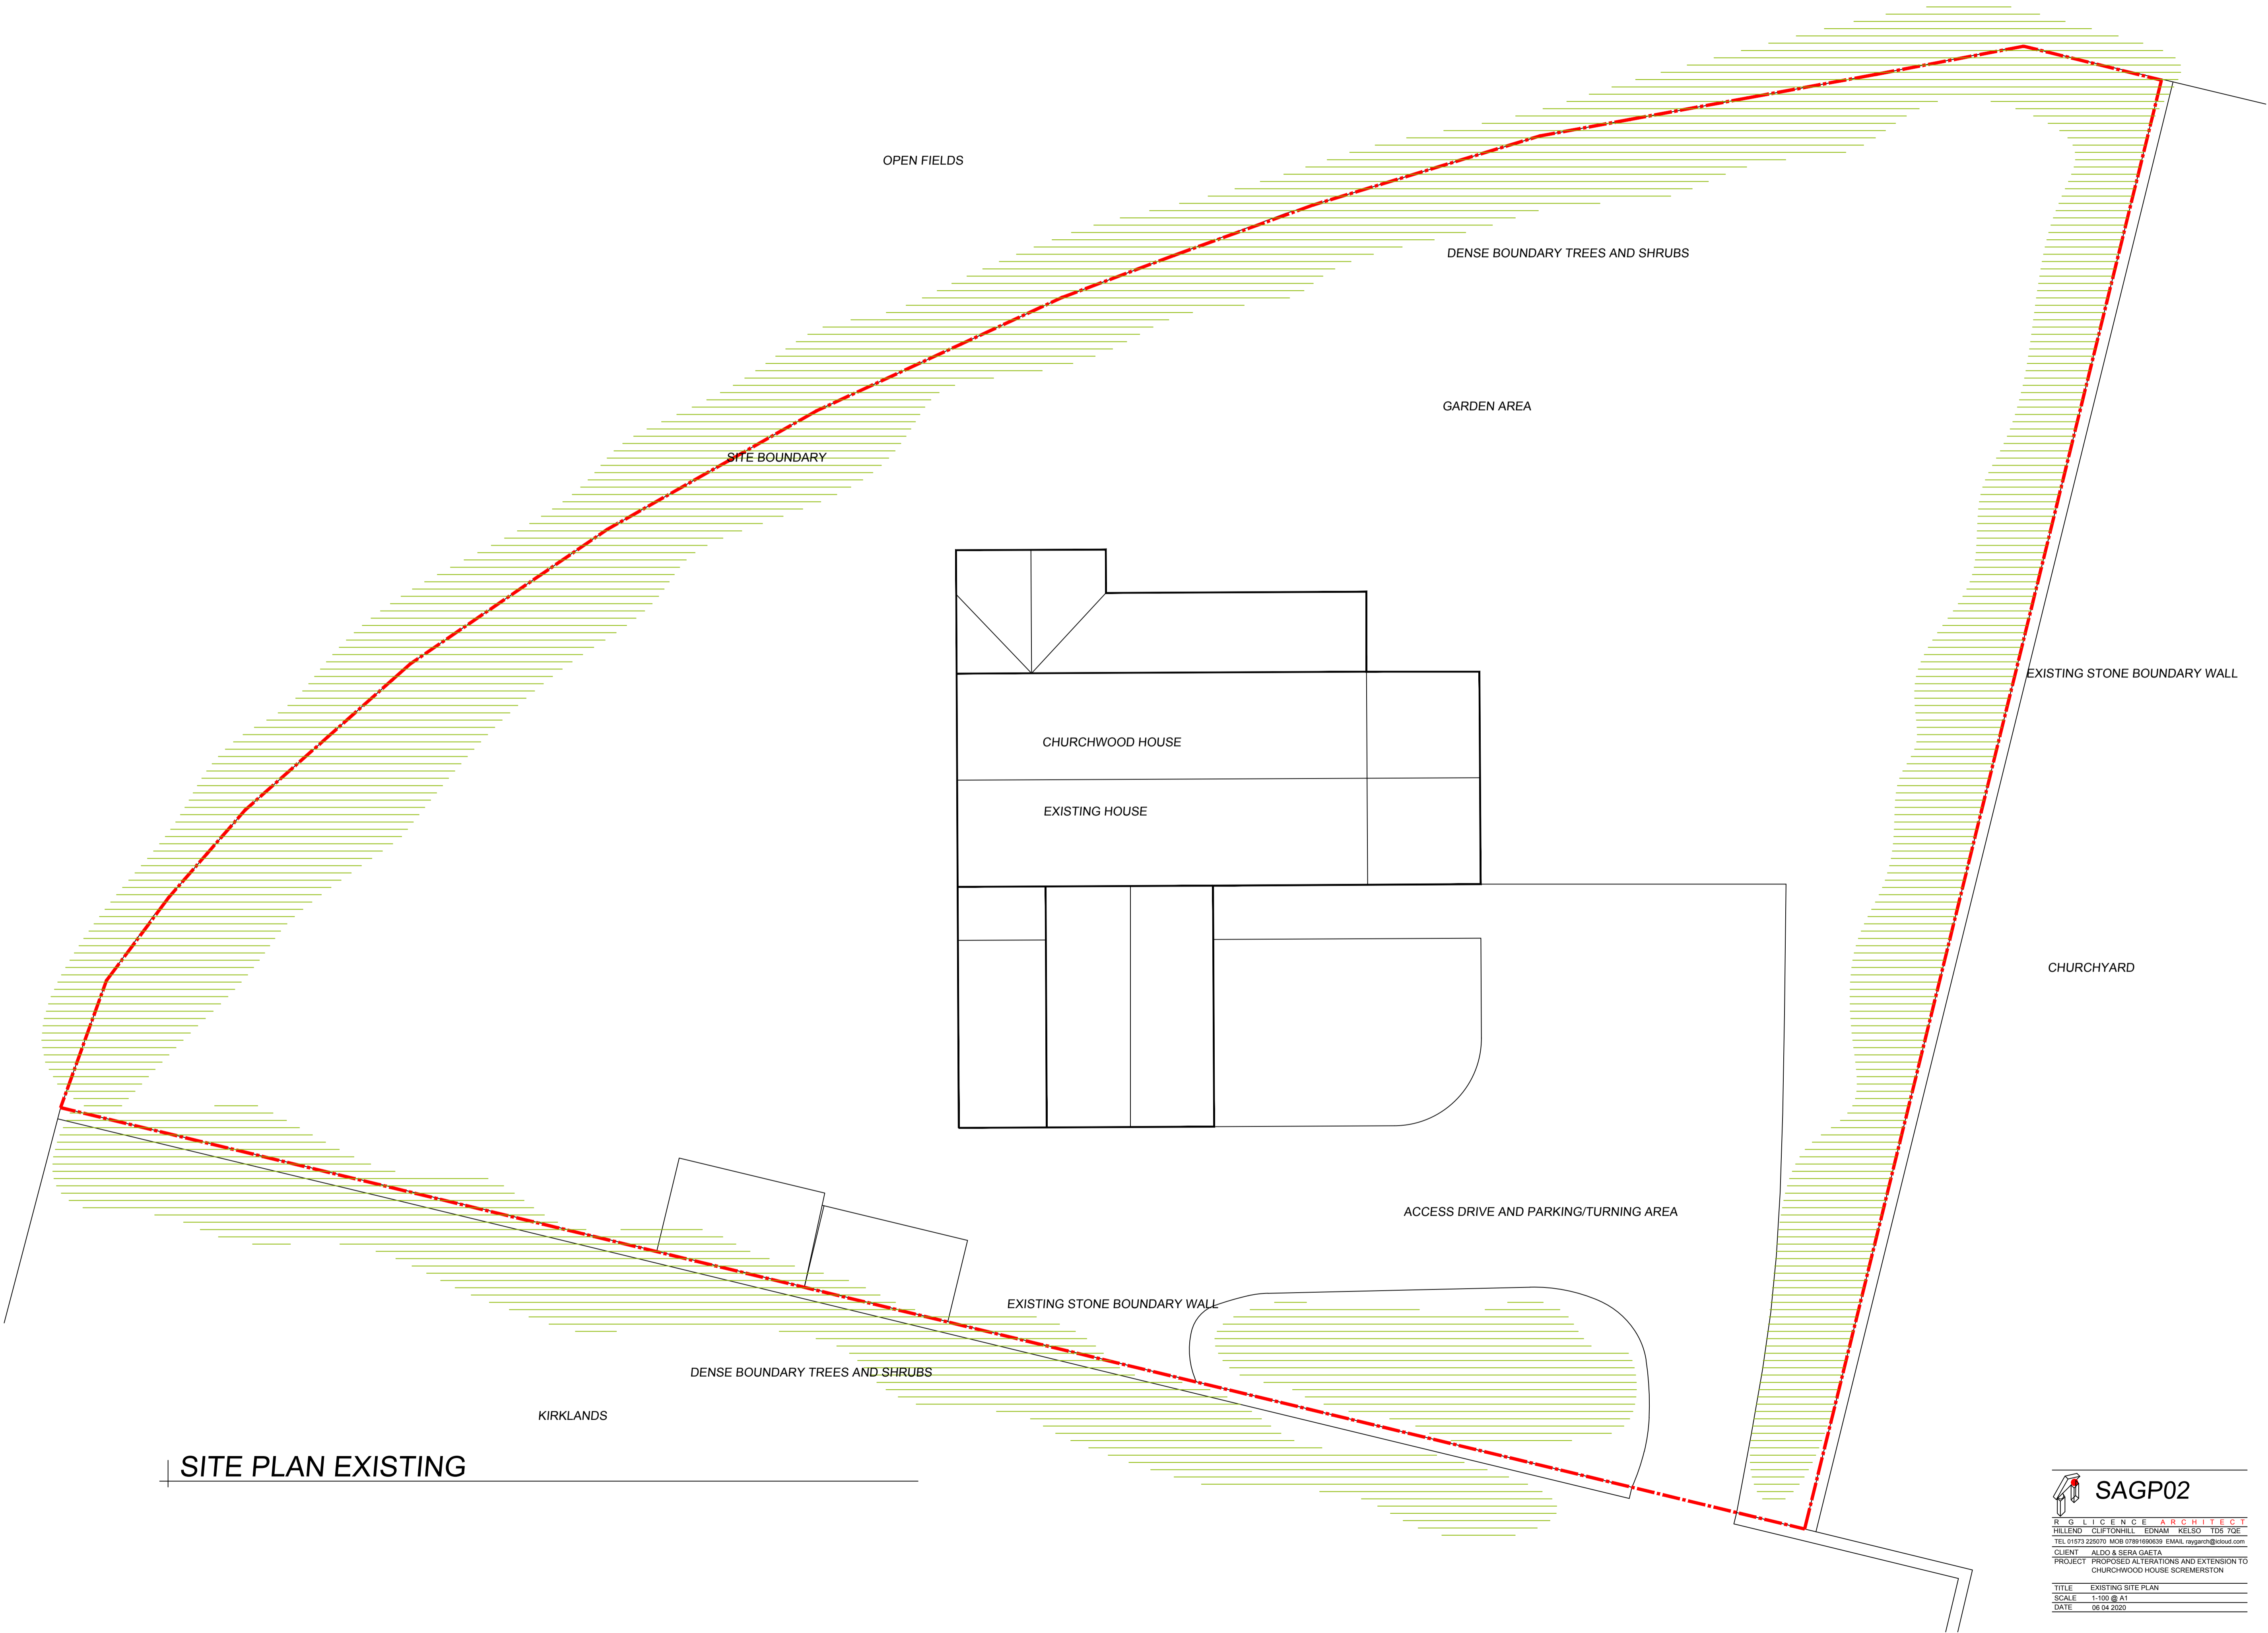 OPEN FIELDS
DENSE BOUNDARY TREES AND SHRUBS
GARDEN AREA
SITE BOUNDARY
EXISTING STONE BOUNDARY WALL
CHURCHWOOD HOUSE
EXISTING HOUSE
CHURCHYARD
ACCESS DRIVE AND PARKING/TURNING AREA
EXISTING STONE BOUNDARY WALL
DENSE BOUNDARY TREES AND SHRUBS
KIRKLANDS
SITE PLAN EXISTING
SAGP02
R G LICENCE ARCHITECT
HILLEND CLIFTONHILL EDNAM KELSO TD5 7QE
TEL 01573 225070 MOB 07891690639 EMAIL raygarch@icloud.com
CLIENT ALDO & SERA GAETA
PROJECT PROPOSED ALTERATIONS AND EXTENSION TO
CHURCHWOOD HOUSE SCREMERSTON
TITLE EXISTING SITE PLAN
SCALE 1-100 @ A1
DATE 06 04 2020